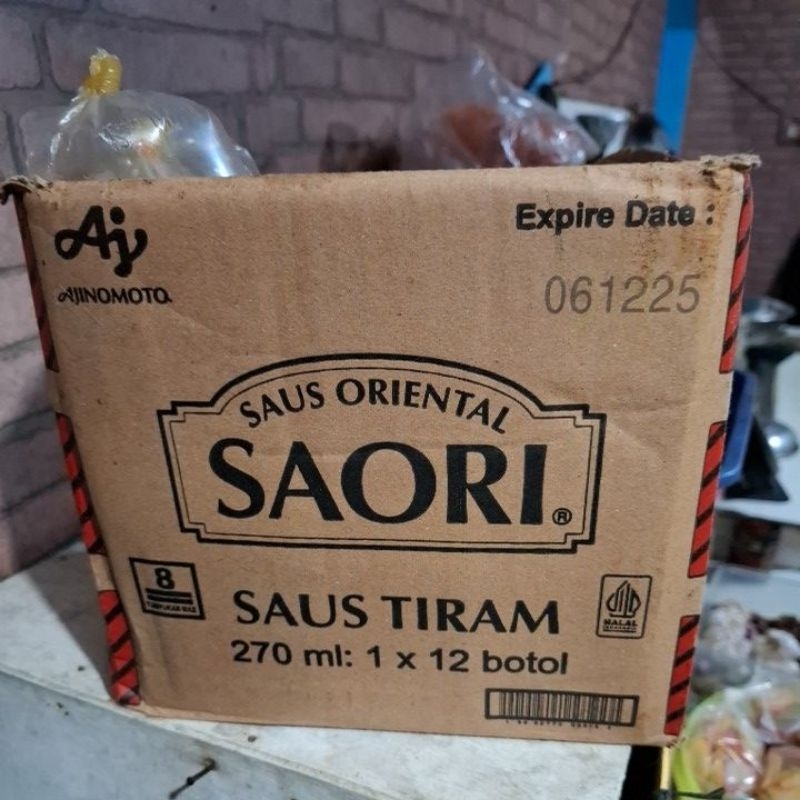 Aj
AJINOMOTO.
Expire Date :
061225
SAUS ORIENTAL
SAORI®
8
SAUS TIRAM
HALAL
270 ml: 1 x 12 botol